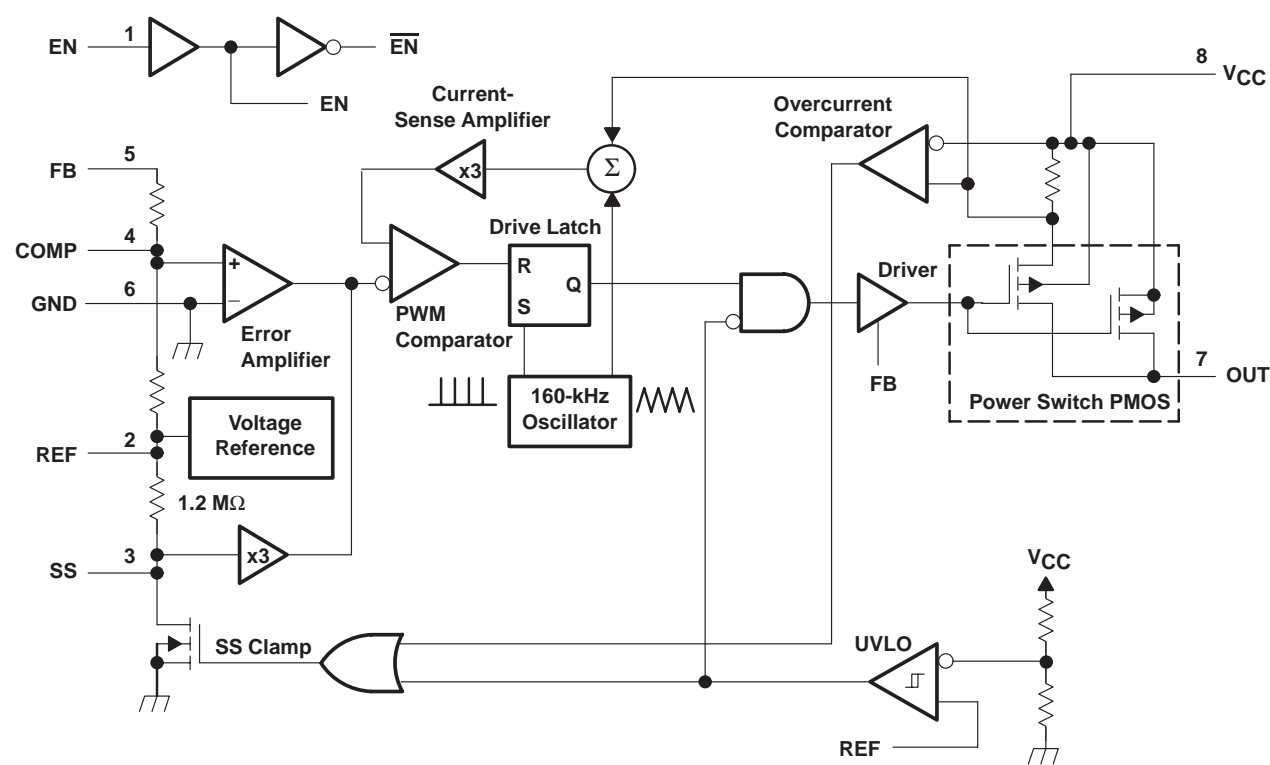 EN
1
EN
EN
8
VCC
Current-
Sense Amplifier
Overcurrent
Comparator
5
FB
x3
Σ
4
COMP
Drive Latch
+
R
Q
S
Driver
6
GND
–
Error
Amplifier
PWM
Comparator
FB
7
OUT
160-kHz
Oscillator
Power Switch PMOS
Voltage
Reference
2
REF
1.2 MΩ
3
SS
x3
VCC
SS Clamp
UVLO
REF